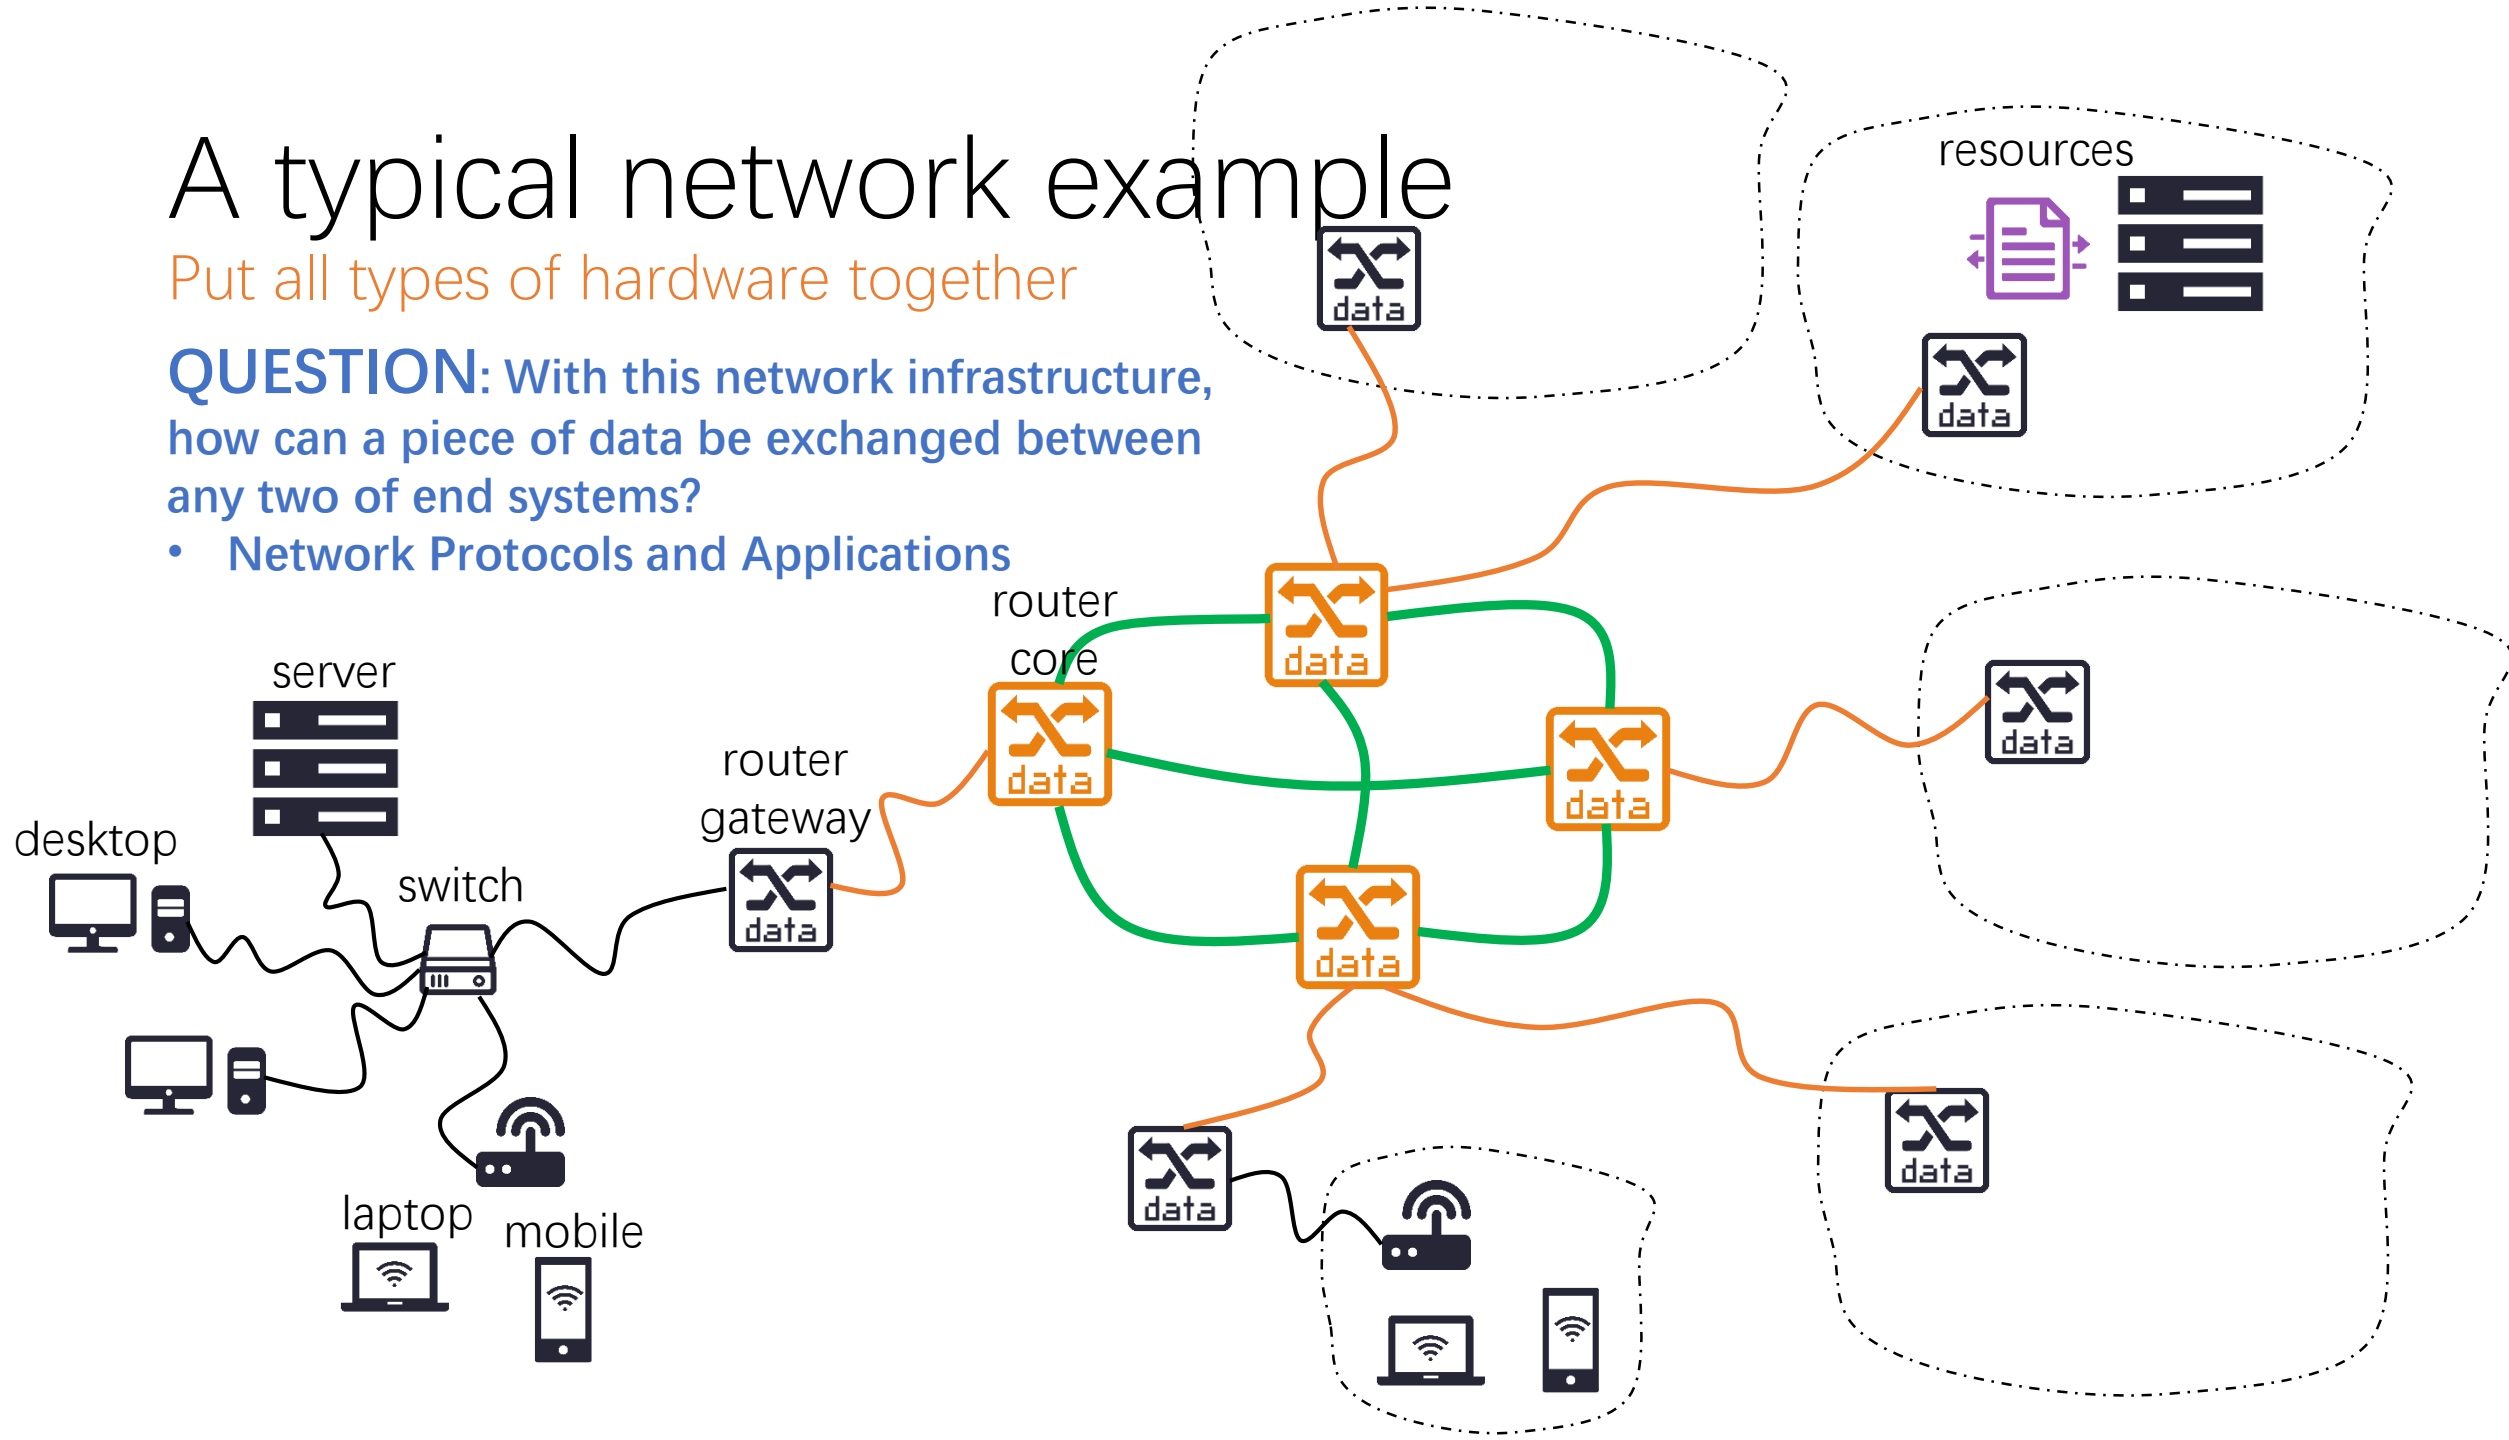 A typical network example
Put all types of hardware together
QUESTION: With this network infrastructure,
how can a piece of data be exchanged between
any two of end systems?
• Network Protocols and Applications
resources
data
data
router
core
data
data
data
data
data
server
router
gateway
data
desktop
switch
data
data
laptop
mobile